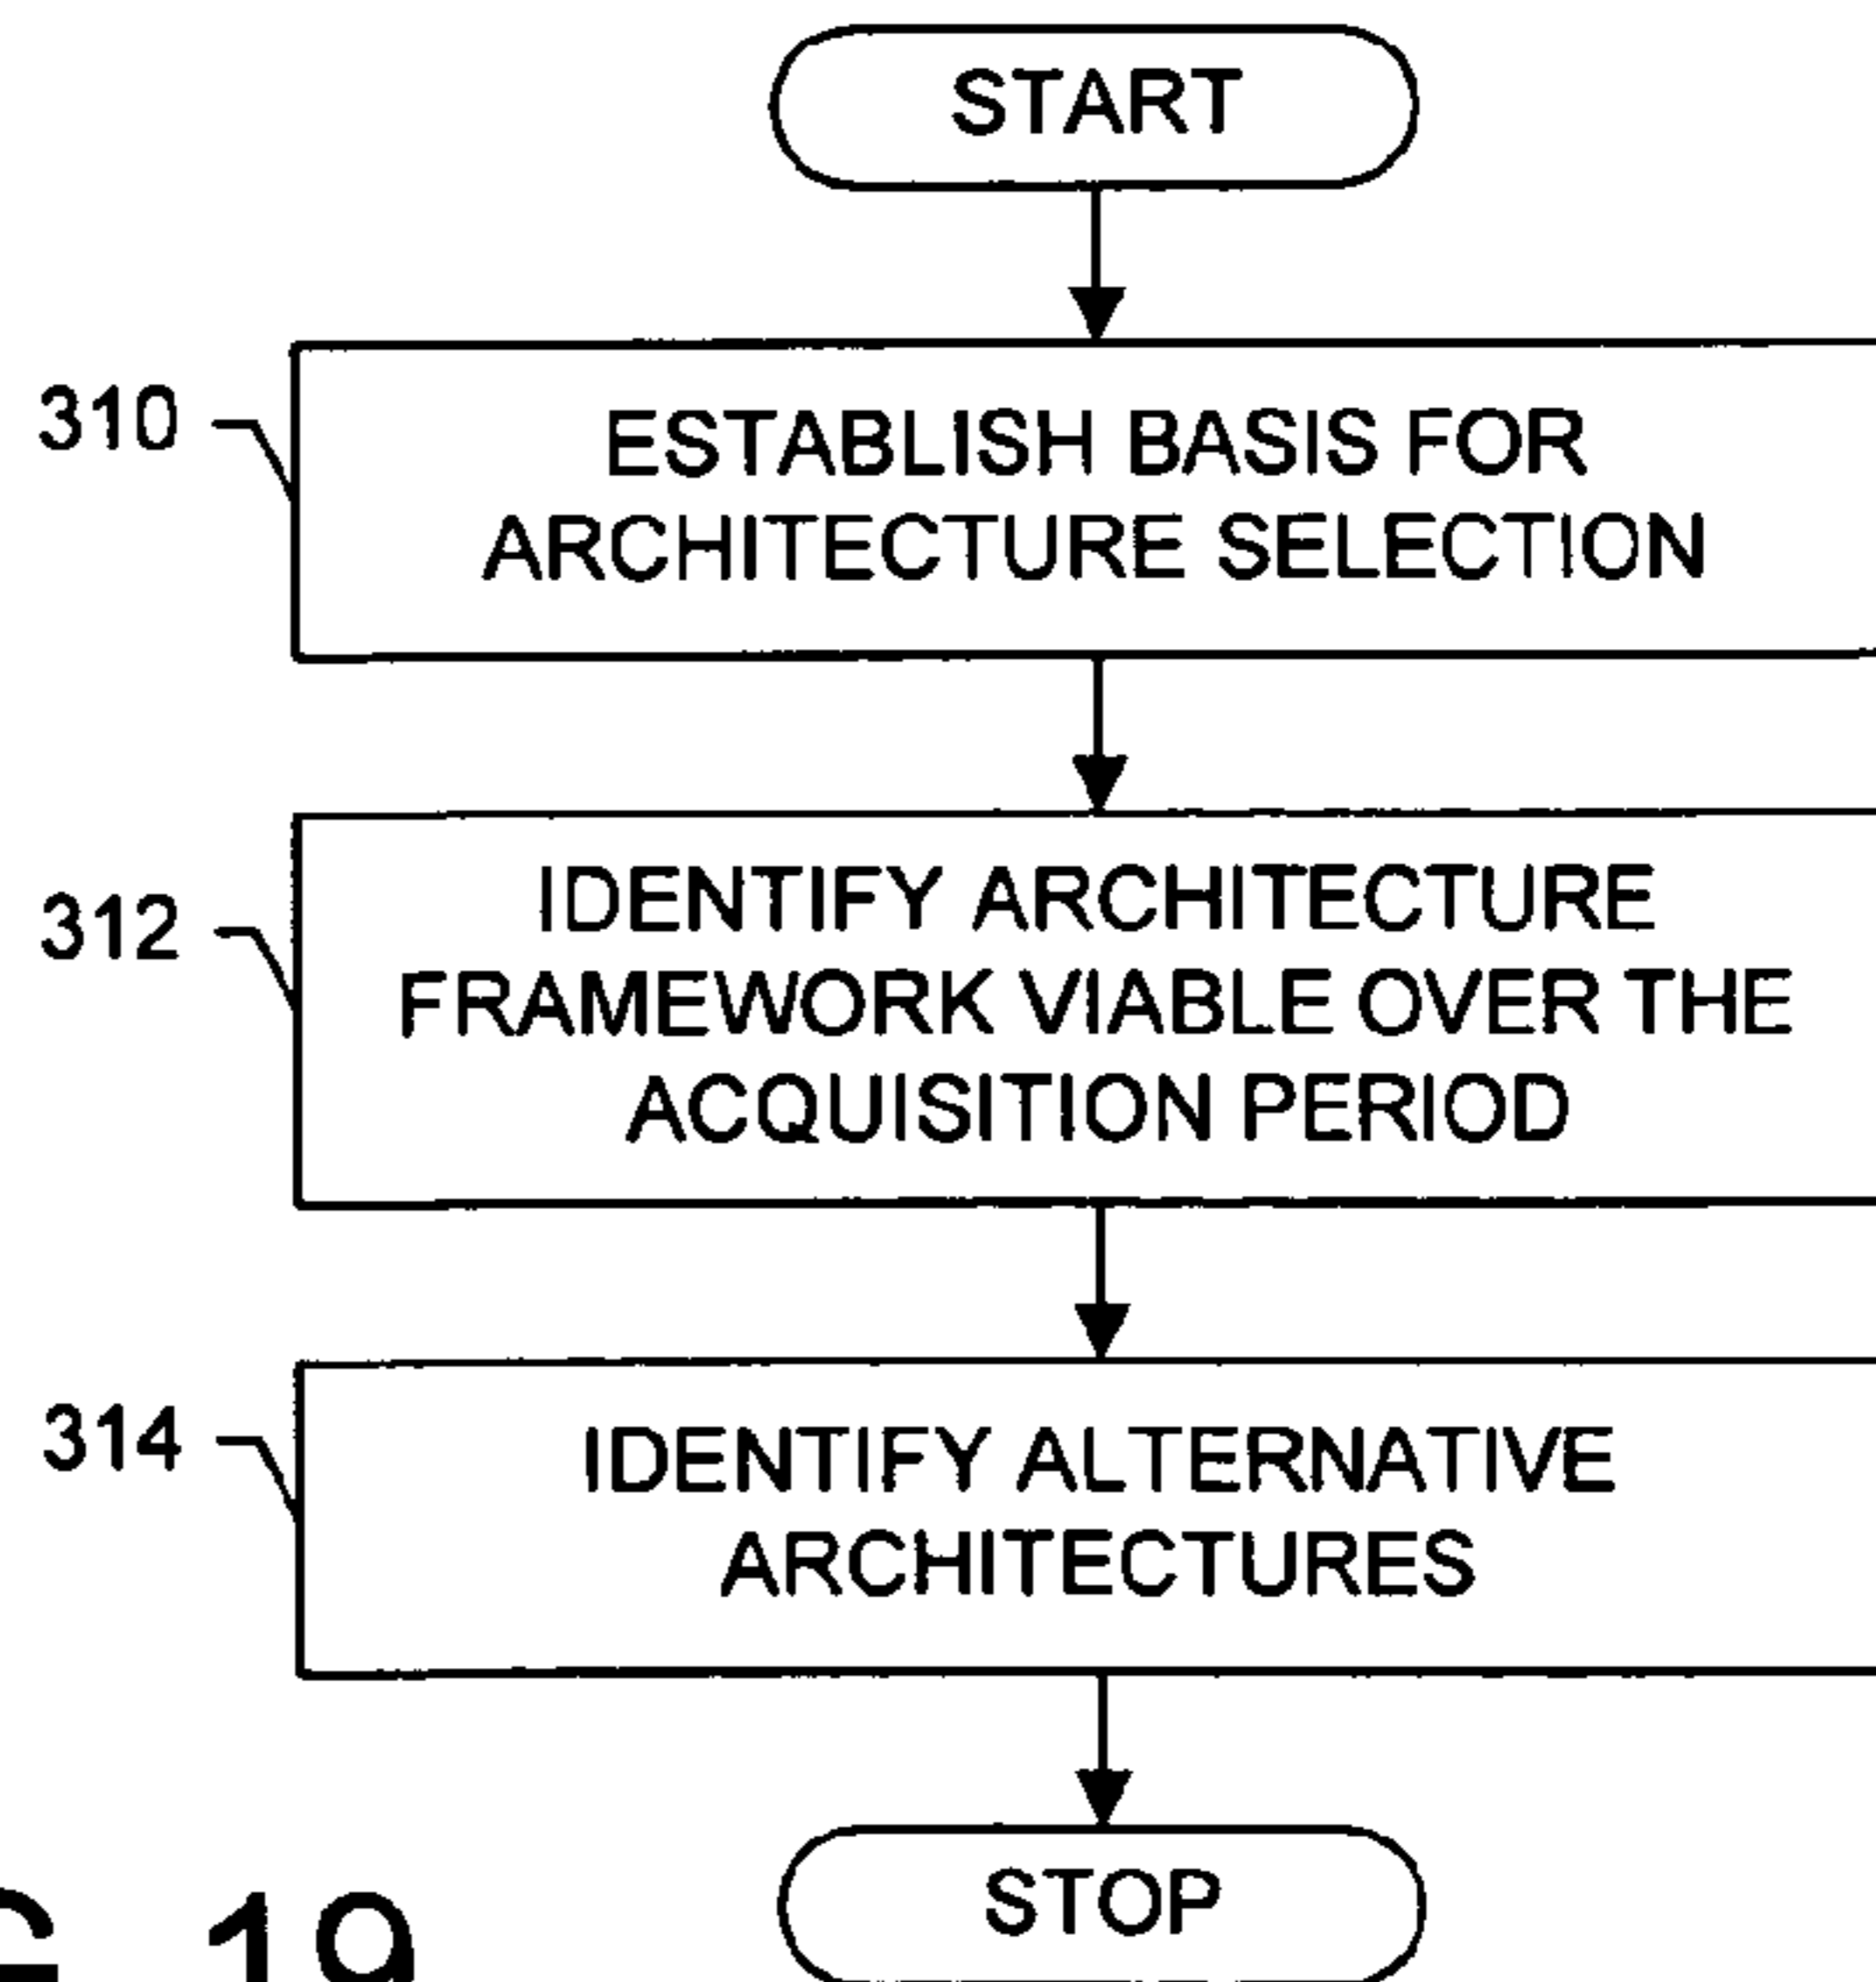 START
310
ESTABLISH BASIS FOR
ARCHITECTURE SELECTION
312
IDENTIFY ARCHITECTURE
FRAMEWORK VIABLE OVER THE
ACQUISITION PERIOD
314
IDENTIFY ALTERNATIVE
ARCHITECTURES
STOP
19